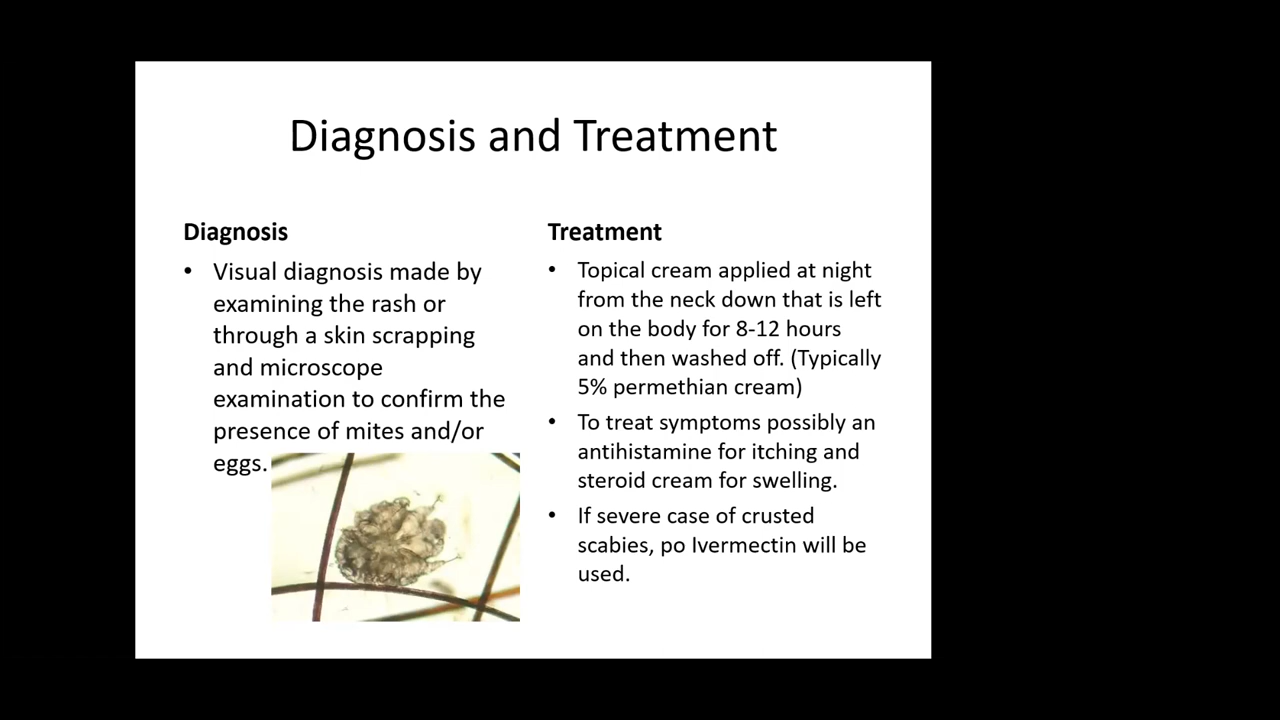 Diagnosis and Treatment
Diagnosis
• Visual diagnosis made by
examining the rash or
through a skin scrapping
and microscope
examination to confirm the
presence of mites and/or
eggs.
Treatment
• Topical cream applied at night
from the neck down that is left
on the body for 8-12 hours
and then washed off. (Typically
5% permethian cream)
• To treat symptoms possibly an
antihistamine for itching and
steroid cream for swelling.
• If severe case of crusted
scabies, po Ivermectin will be
used.